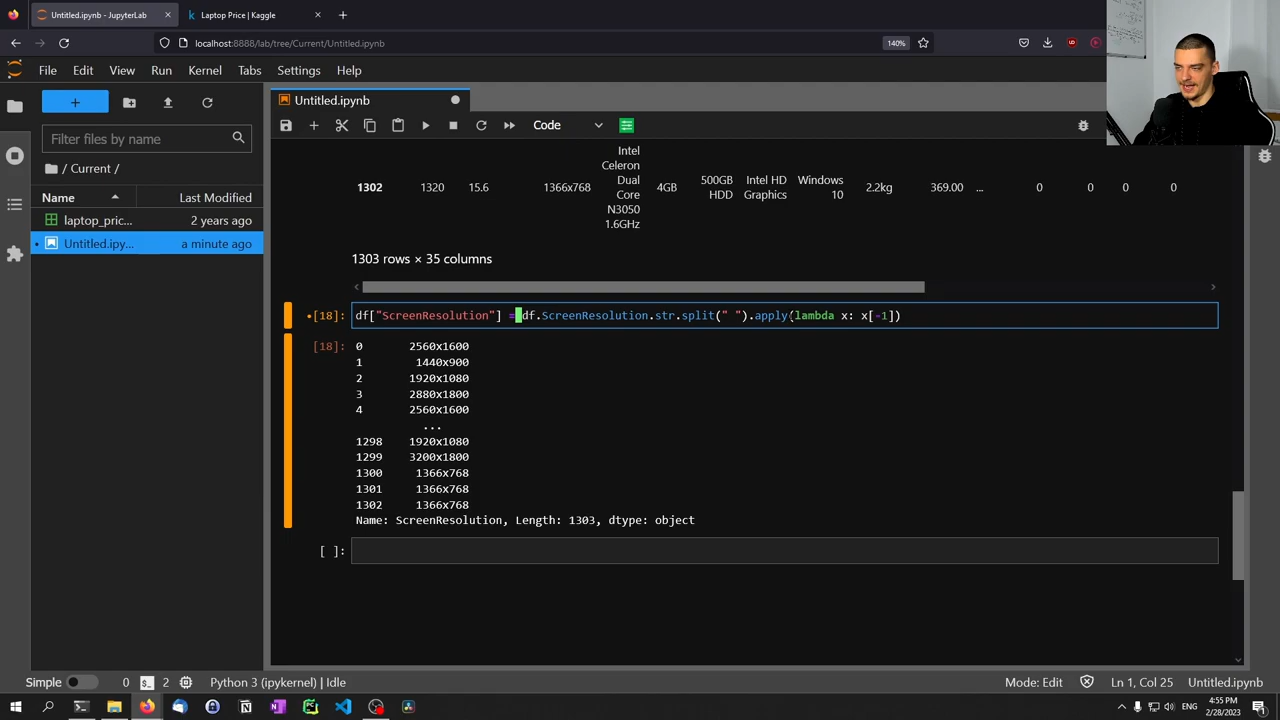 Untitled.ipynb - JupyterLab
Laptop Price | Kaggle
localhost:8888/lab/tree/Current/Untitled.ipynb
140%
File Edit View Run Kernel Tabs Settings Help
Untitled.ipynb
Filter files by name
Code
/ Current /
Name Last Modified
laptop_pric... 2 years ago
Untitled.ipy... a minute ago
Intel
Celeron
Dual
Core
N3050
1.6GHz
1302 1320 15.6 1366x768 4GB 500GB HDD Intel HD Graphics Windows 10 2.2kg 369.00 ... 0 0 0 0
1303 rows × 35 columns
[18]: df["ScreenResolution"] = df.ScreenResolution.str.split(" ").apply(lambda x: x[-1])
[18]: 0 2560x1600
1 1440x900
2 1920x1080
3 2880x1800
4 2560x1600
...
1298 1920x1080
1299 3200x1800
1300 1366x768
1301 1366x768
1302 1366x768
Name: ScreenResolution, Length: 1303, dtype: object
[ ]:
Simple 0 2 Python 3 (ipykernel) | Idle Mode: Edit Ln 1, Col 25 Untitled.ipynb
ENG
4:55 PM
2/28/2023